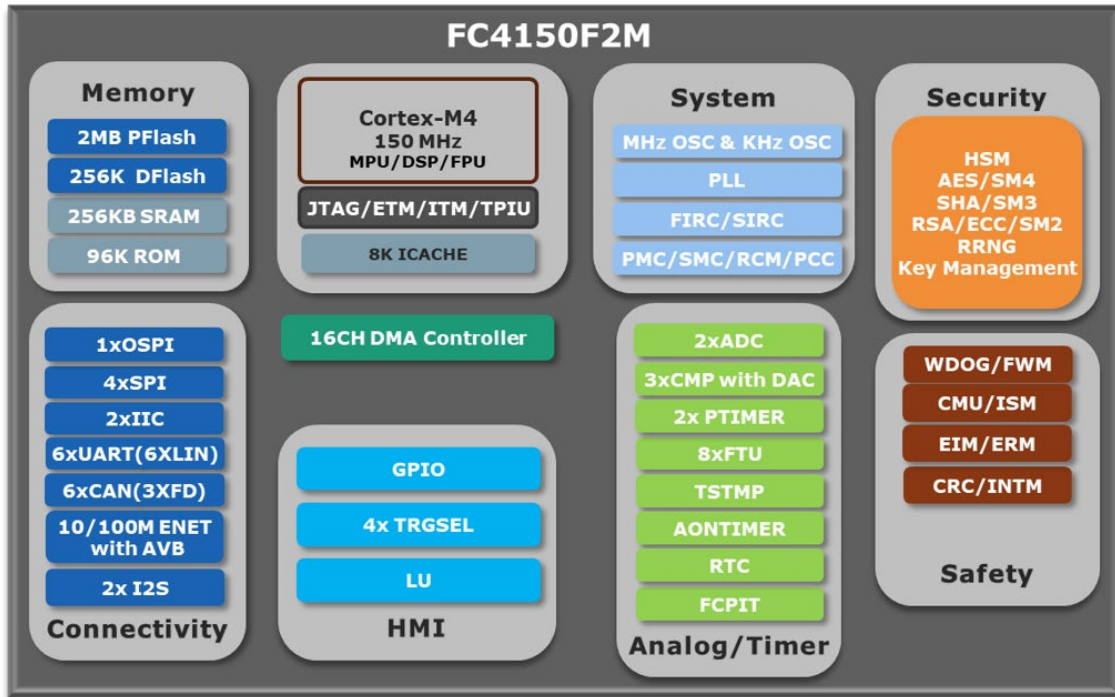 FC4150F2M
Memory
2MB PFlash
256K DFlash
256KB SRAM
96K ROM
Cortex-M4
150 MHz
MPU/DSP/FPU
JTAG/ETM/ITM/TPIU
8K ICACHE
System
MHz OSC & KHz OSC
PLL
FIRC/SIRC
PMC/SMC/RCM/PCC
Security
HSM
AES/SM4
SHA/SM3
RSA/ECC/SM2
RRNG
Key Management
1xOSPI
4xSPI
2xIIC
6xUART(6XLIN)
6xCAN(3XFD)
10/100M ENET
with AVB
2x I2S
Connectivity
16CH DMA Controller
GPIO
4x TRGSEL
LU
HMI
2xADC
3xCMP with DAC
2x PTIMER
8xFTU
TSTMP
AONTIMER
RTC
FCPIT
Analog/Timer
WDOG/FWM
CMU/ISM
EIM/ERM
CRC/INTM
Safety